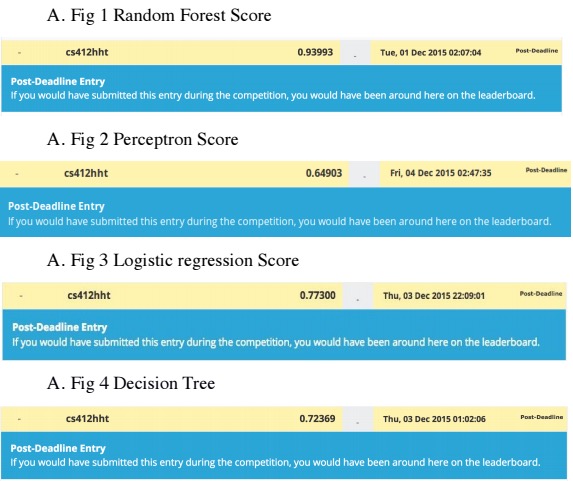 A. Fig 1 Random Forest Score
- cs412hht 0.93993 - Tue, 01 Dec 2015 02:07:04 Post-Deadline
Post-Deadline Entry
If you would have submitted this entry during the competition, you would have been around here on the leaderboard.
A. Fig 2 Perceptron Score
- cs412hht 0.64903 - Fri, 04 Dec 2015 02:47:35 Post-Deadline
Post-Deadline Entry
If you would have submitted this entry during the competition, you would have been around here on the leaderboard.
A. Fig 3 Logistic regression Score
- cs412hht 0.77300 - Thu, 03 Dec 2015 22:09:01 Post-Deadline
Post-Deadline Entry
If you would have submitted this entry during the competition, you would have been around here on the leaderboard.
A. Fig 4 Decision Tree
- cs412hht 0.72369 - Thu, 03 Dec 2015 01:02:06 Post-Deadline
Post-Deadline Entry
If you would have submitted this entry during the competition, you would have been around here on the leaderboard.